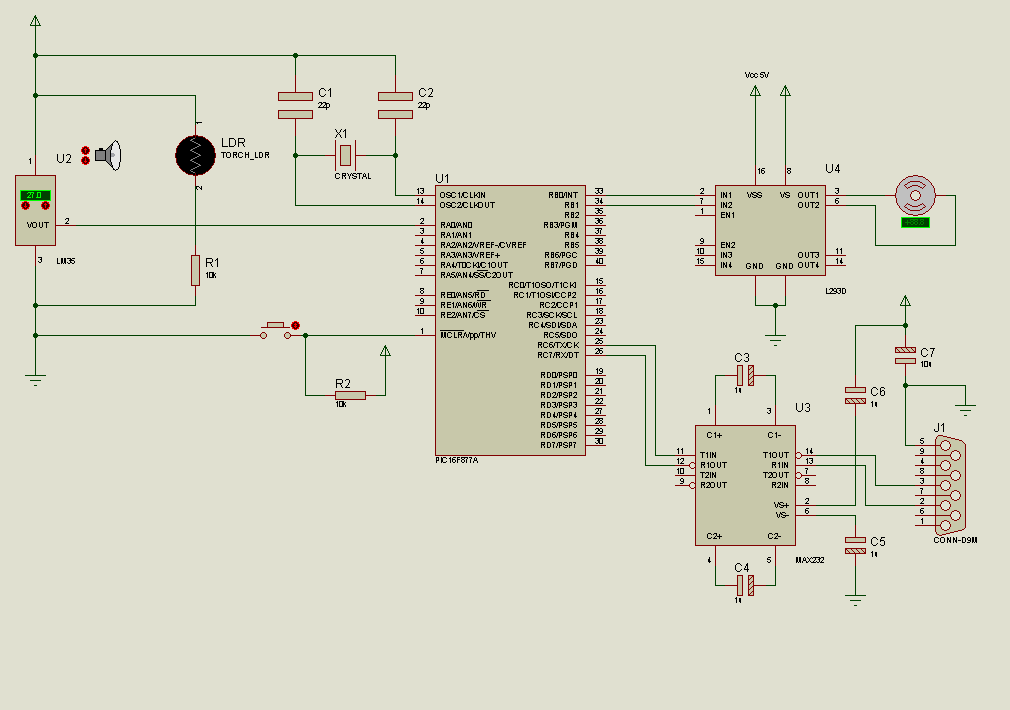 C1
22p
C2
22p
X1
CRYSTAL
LDR
TORCH_LDR
1
2
U2
1
27.0
VOUT
2
3
LM35
R1
10k
R2
10k
U1
13 OSC1/CLKIN
14 OSC2/CLKOUT
2 RA0/AN0
3 RA1/AN1
4 RA2/AN2/VREF-/CVREF
5 RA3/AN3/VREF+
6 RA4/T0CKI/C1OUT
7 RA5/AN4/SS/C2OUT
8 RE0/AN5/RD
9 RE1/AN6/WR
10 RE2/AN7/CS
1 MCLR/Vpp/THV
RB0/INT 33
RB1 34
RB2 35
RB3/PGM 36
RB4 37
RB5 38
RB6/PGC 39
RB7/PGD 40
RC0/T1OSO/T1CKI 15
RC1/T1OSI/CCP2 16
RC2/CCP1 17
RC3/SCK/SCL 18
RC4/SDI/SDA 23
RC5/SDO 24
RC6/TX/CK 25
RC7/RX/DT 26
RD0/PSP0 19
RD1/PSP1 20
RD2/PSP2 21
RD3/PSP3 22
RD4/PSP4 27
RD5/PSP5 28
RD6/PSP6 29
RD7/PSP7 30
PIC16F877A
Vcc 5V
16
8
U4
2 IN1 VSS VS OUT1 3
7 IN2 OUT2 6
1 EN1
9 EN2
10 IN3 OUT3 11
15 IN4 GND GND OUT4 14
L293D
C3
1u
1
3
U3
C1+ C1-
11 T1IN T1OUT 14
12 R1OUT R1IN 13
10 T2IN T2OUT 7
9 R2OUT R2IN 8
VS+ 2
VS- 6
C2+ C2-
4
5
MAX232
C4
1u
C6
1u
C5
1u
C7
10u
J1
5
9
4
8
3
7
2
6
1
CONN-D9M